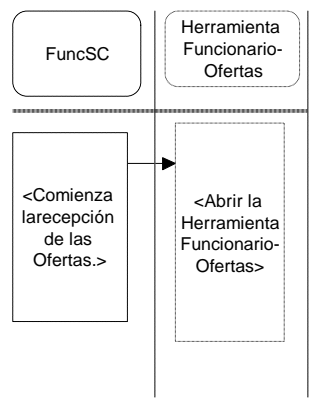 FuncSC
Herramienta
Funcionario-
Ofertas
<Comienza
larecepción
de las
Ofertas.>
<Abrir la
Herramienta
Funcionario-
Ofertas>